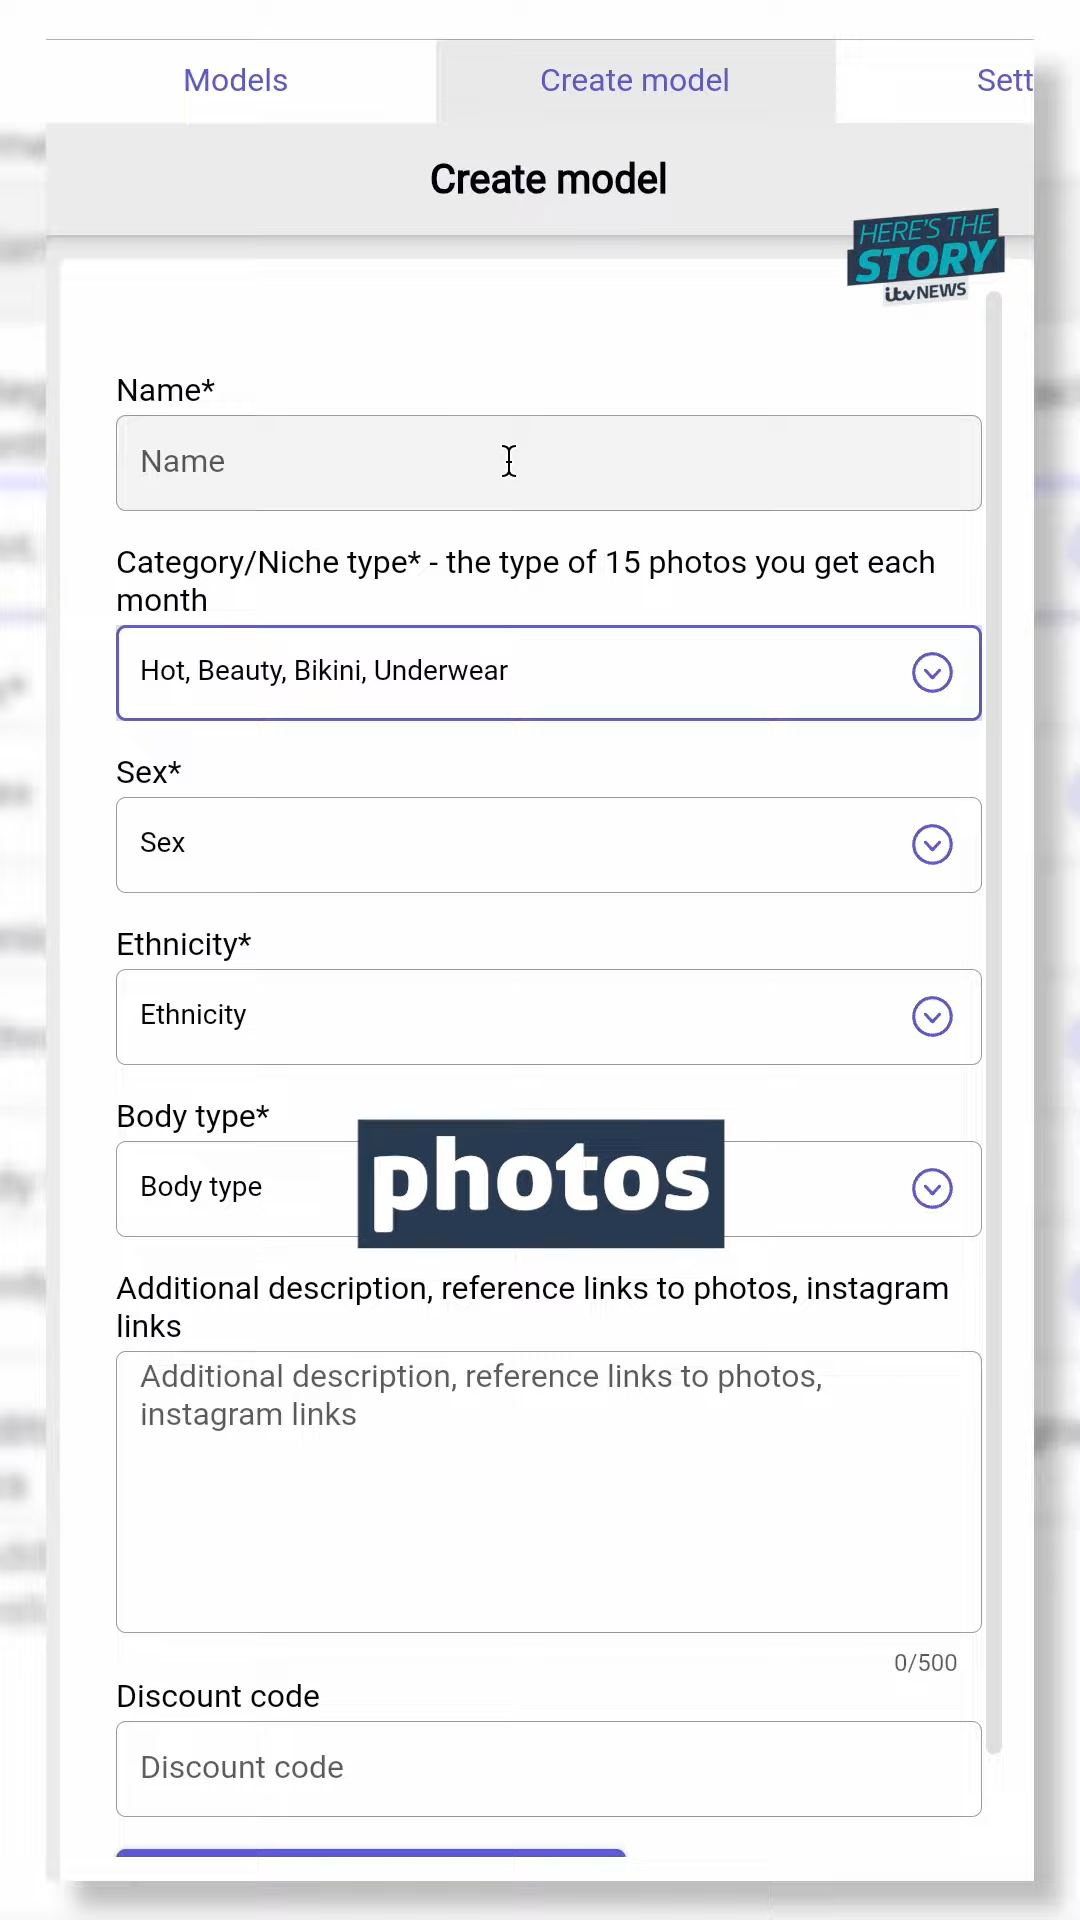 Models
Create model
Sett
Create model
HERE'S THE
STORY
itv NEWS
Name*
Name
Category/Niche type* - the type of 15 photos you get each
month
Hot, Beauty, Bikini, Underwear
Sex*
Sex
Ethnicity*
Ethnicity
Body type*
Body type
photos
Additional description, reference links to photos, instagram
links
Additional description, reference links to photos,
instagram links
0/500
Discount code
Discount code